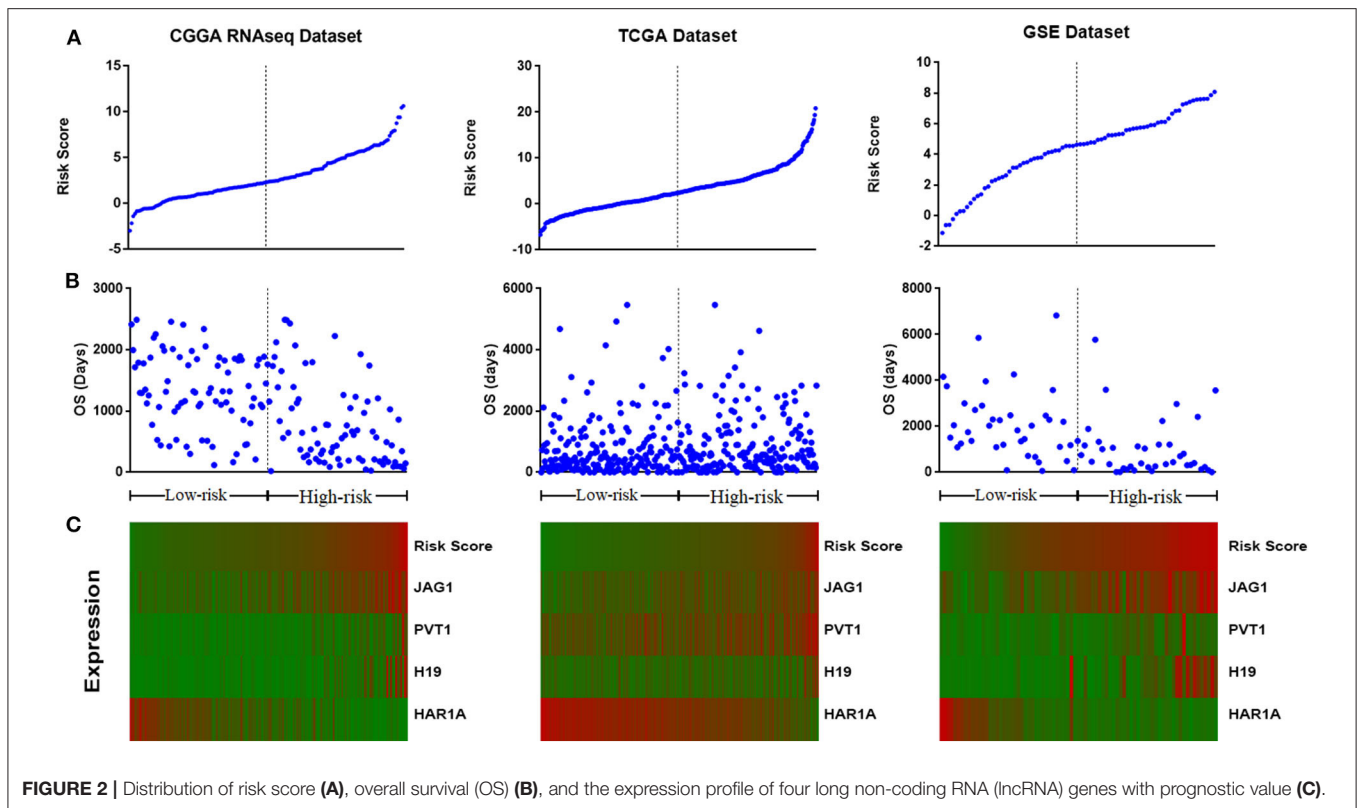 A
CGGA RNAseq Dataset
TCGA Dataset
GSE Dataset
Risk Score
15
10
5
0
-5
Risk Score
30
20
10
0
-10
Risk Score
10
8
6
4
2
0
-2
B
OS (Days)
3000
2000
1000
0
Low-risk
High-risk
OS (days)
6000
4000
2000
0
Low-risk
High-risk
OS (days)
8000
6000
4000
2000
0
Low-risk
High-risk
C
Expression
Risk Score
JAG1
PVT1
H19
HAR1A
Risk Score
JAG1
PVT1
H19
HAR1A
Risk Score
JAG1
PVT1
H19
HAR1A
FIGURE 2 | Distribution of risk score (A), overall survival (OS) (B), and the expression profile of four long non-coding RNA (lncRNA) genes with prognostic value (C).